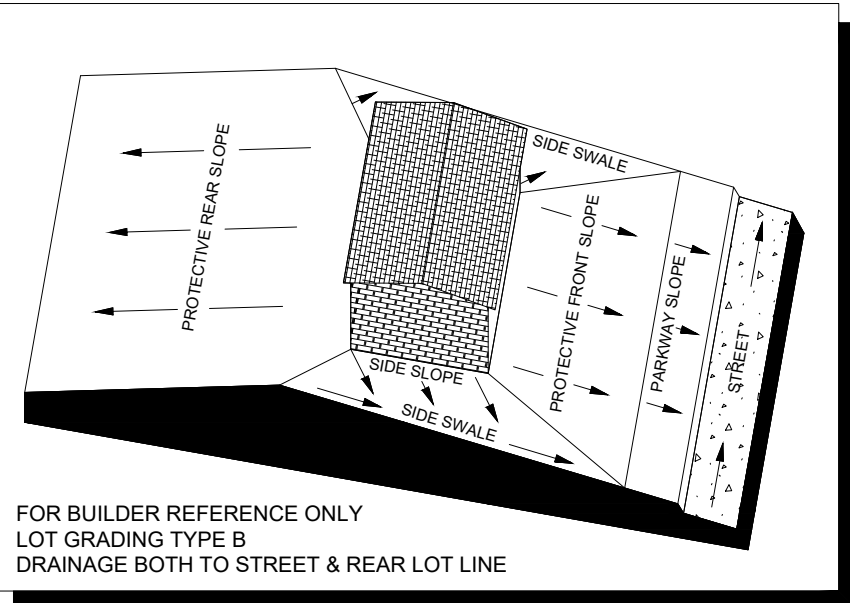 SIDE SWALE
PROTECTIVE REAR SLOPE
PROTECTIVE FRONT SLOPE
PARKWAY SLOPE
STREET
SIDE SLOPE
SIDE SWALE
FOR BUILDER REFERENCE ONLY
LOT GRADING TYPE B
DRAINAGE BOTH TO STREET & REAR LOT LINE